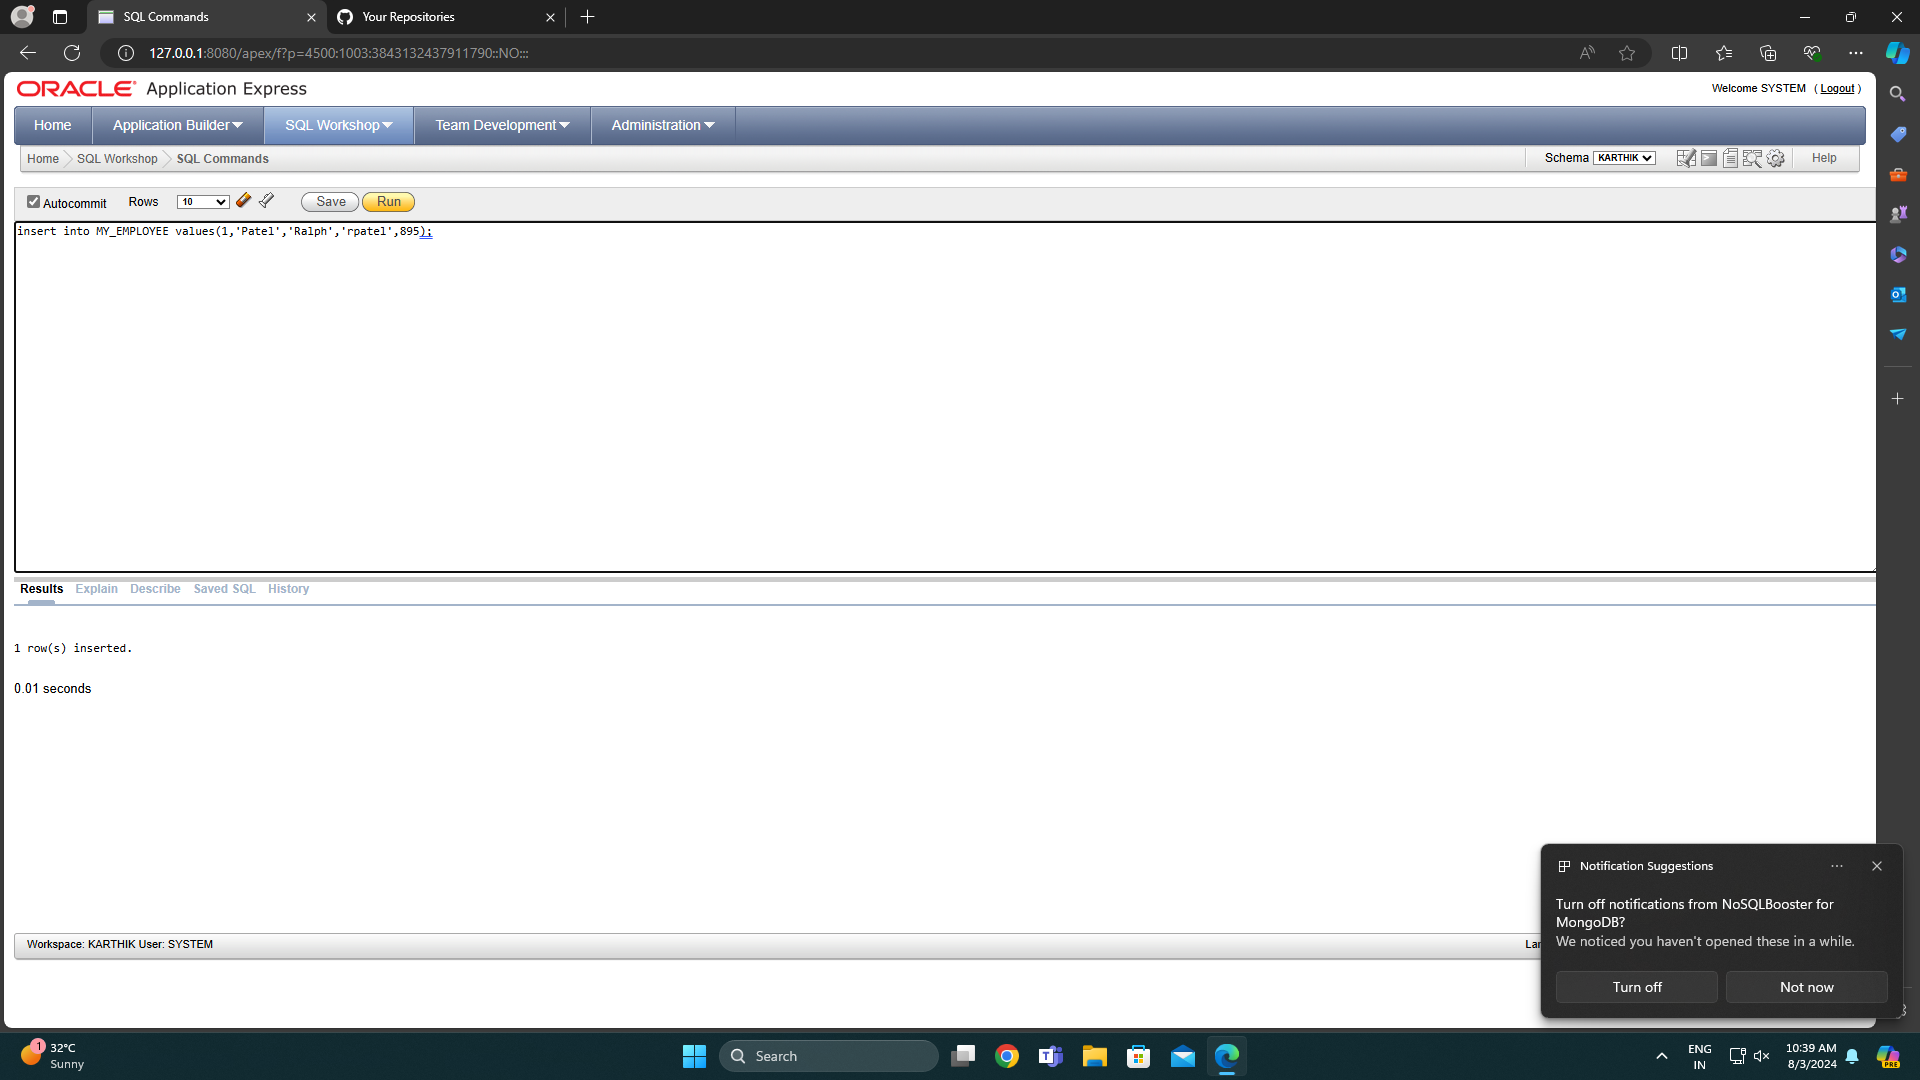 SQL Commands
Your Repositories
127.0.0.1:8080/apex/f?p=4500:1003:3843132437911790::NO:::
ORACLE Application Express
Welcome SYSTEM ( Logout )
Home
Application Builder
SQL Workshop
Team Development
Administration
Home
SQL Workshop
SQL Commands
Schema KARTHIK
Help
Autocommit
Rows 10
Save
Run
insert into MY_EMPLOYEE values(1,'Patel','Ralph','rpatel',895);
Results
Explain
Describe
Saved SQL
History
1 row(s) inserted.
0.01 seconds
Workspace: KARTHIK User: SYSTEM
Notification Suggestions
Turn off notifications from NoSQLBooster for
MongoDB?
We noticed you haven't opened these in a while.
Turn off
Not now
1
32°C
Sunny
Search
ENG
IN
10:39 AM
8/3/2024
PRE